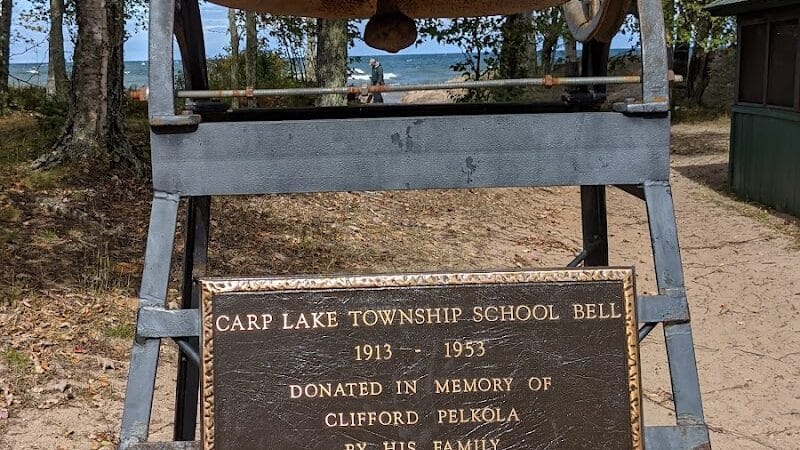 CARP LAKE TOWNSHIP SCHOOL BELL
1913 -- 1953
DONATED IN MEMORY OF
CLIFFORD PELKOLA
BY HIS FAMILY